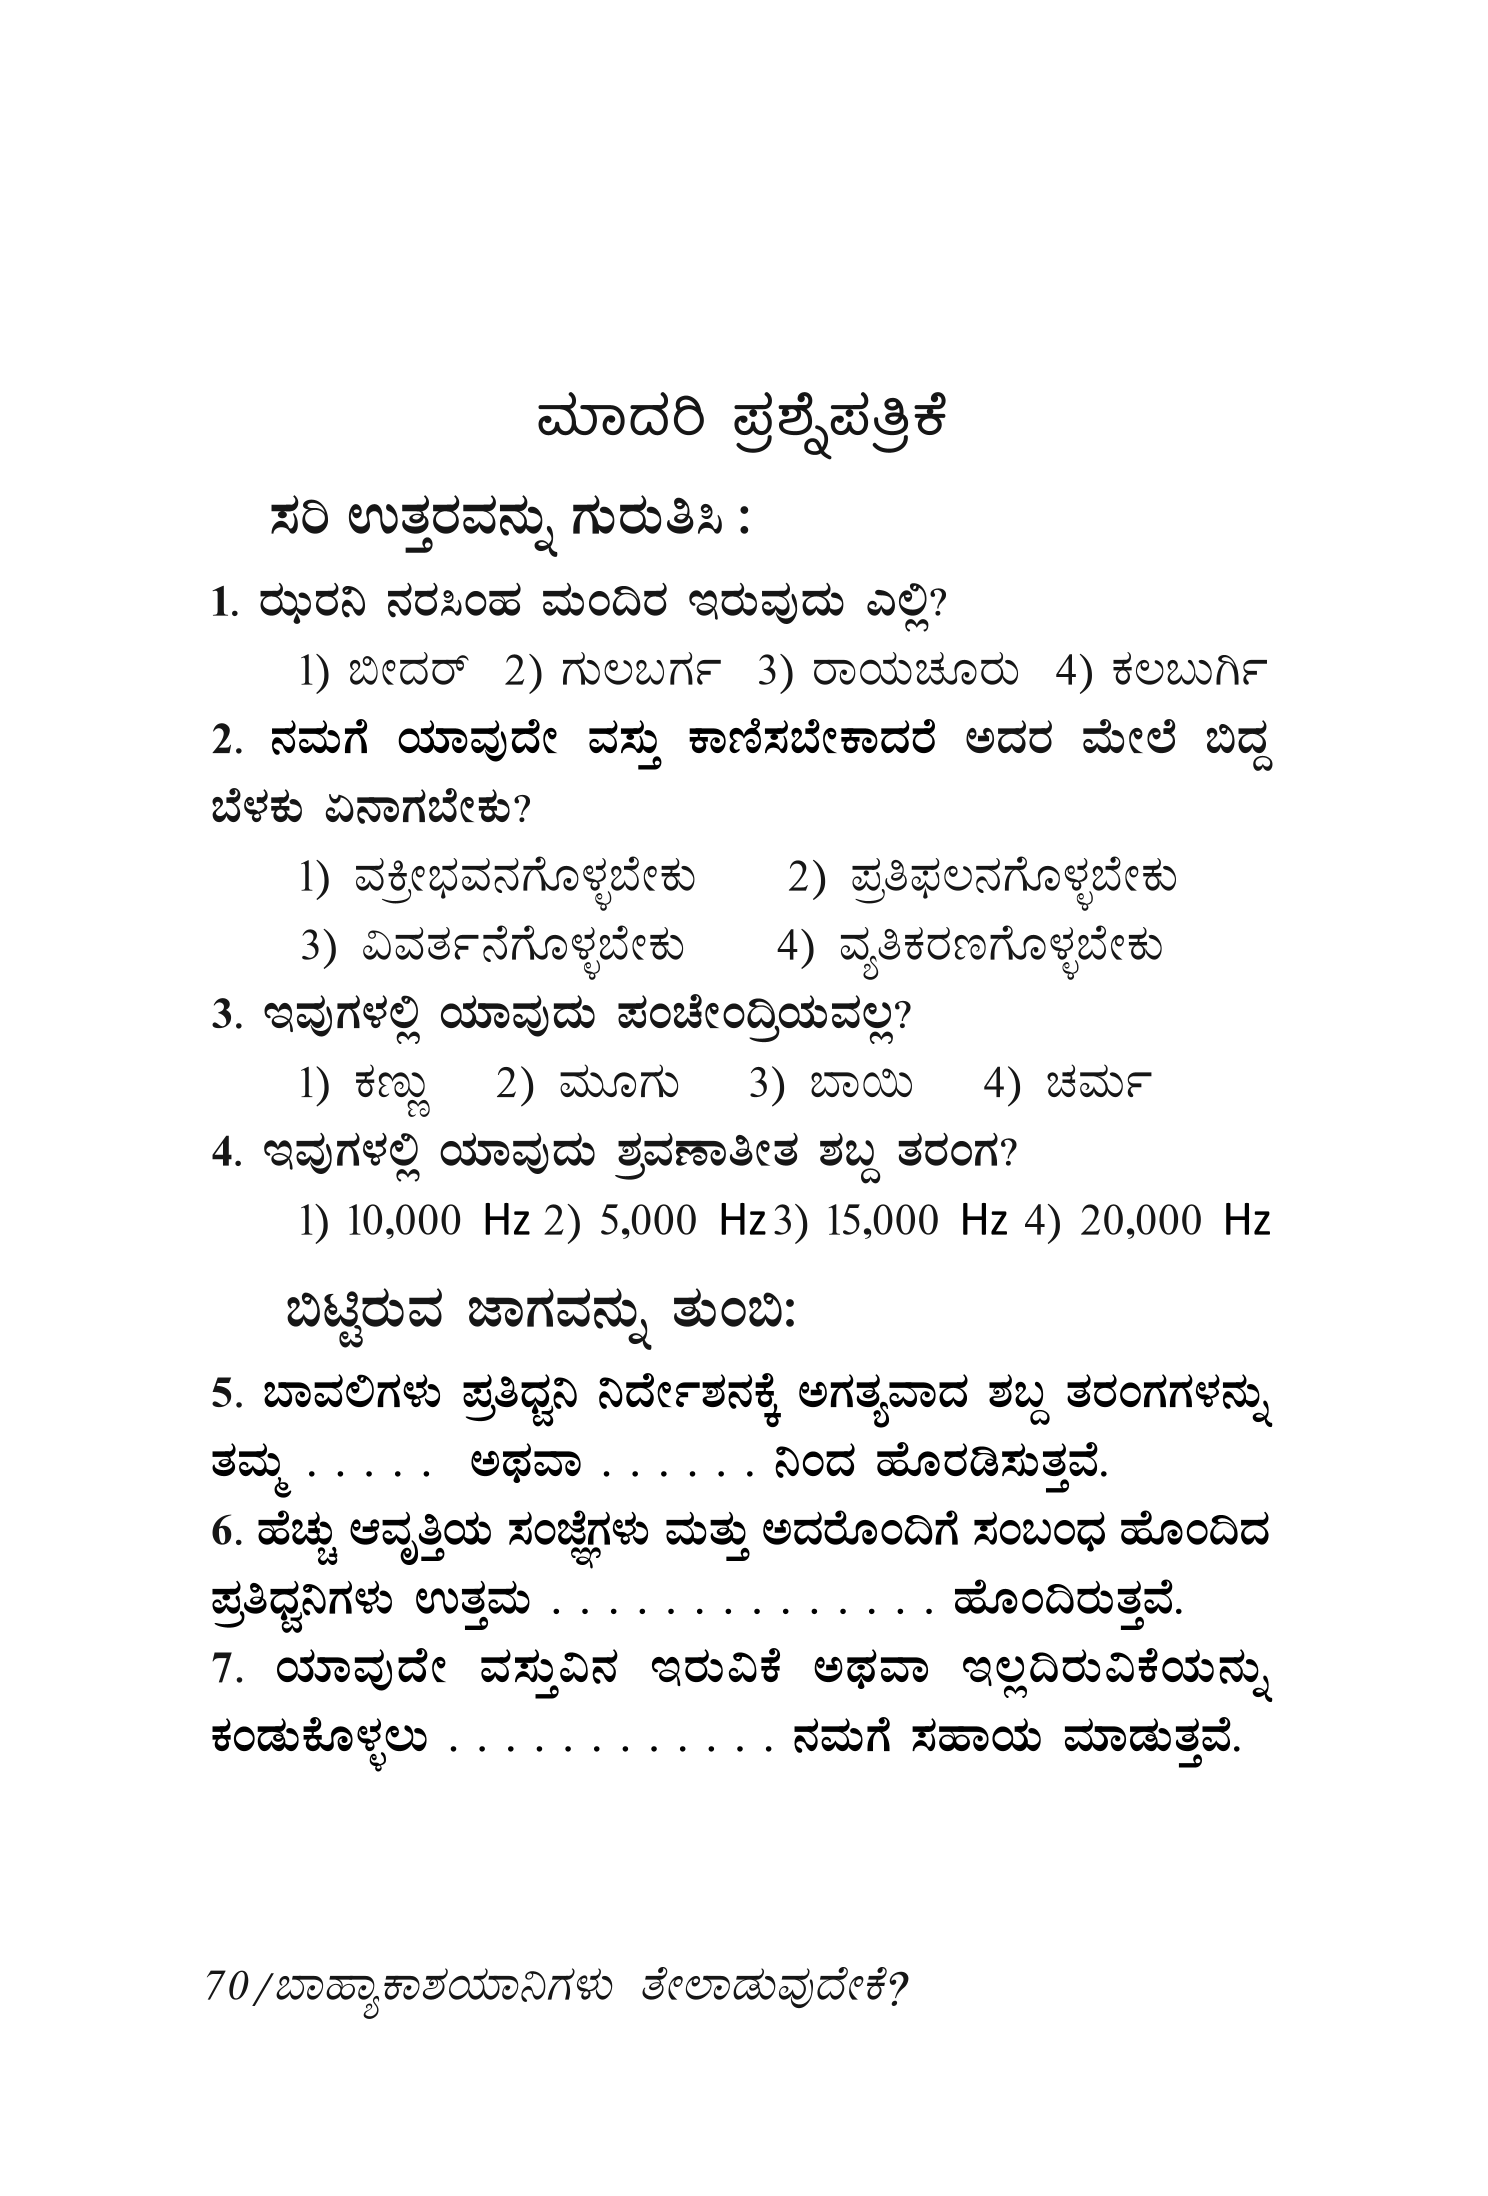 ಮಾದರಿ ಪ್ರಶ್ನೆಪತ್ರಿಕೆ
ಸರಿ ಉತ್ತರವನ್ನು ಗುರುತಿಸಿ :
1. ಝರನಿ ನರಸಿಂಹ ಮಂದಿರ ಇರುವುದು ಎಲ್ಲಿ?
1) ಬೀದರ್ 2) ಗುಲಬರ್ಗ 3) ರಾಯಚೂರು 4) ಕಲಬುರ್ಗಿ
2. ನಮಗೆ ಯಾವುದೇ ವಸ್ತು ಕಾಣಿಸಬೇಕಾದರೆ ಅದರ ಮೇಲೆ ಬಿದ್ದ
ಬೆಳಕು ಏನಾಗಬೇಕು?
1) ವಕ್ರೀಭವನಗೊಳ್ಳಬೇಕು 2) ಪ್ರತಿಫಲನಗೊಳ್ಳಬೇಕು
3) ವಿವರ್ತನೆಗೊಳ್ಳಬೇಕು 4) ವ್ಯತಿಕರಣಗೊಳ್ಳಬೇಕು
3. ಇವುಗಳಲ್ಲಿ ಯಾವುದು ಪಂಚೇಂದ್ರಿಯವಲ್ಲ?
1) ಕಣ್ಣು 2) ಮೂಗು 3) ಬಾಯಿ 4) ಚರ್ಮ
4. ಇವುಗಳಲ್ಲಿ ಯಾವುದು ಶ್ರವಣಾತೀತ ಶಬ್ದ ತರಂಗ?
1) 10,000 Hz 2) 5,000 Hz 3) 15,000 Hz 4) 20,000 Hz
ಬಿಟ್ಟಿರುವ ಜಾಗವನ್ನು ತುಂಬಿ:
5. ಬಾವಲಿಗಳು ಪ್ರತಿಧ್ವನಿ ನಿರ್ದೇಶನಕ್ಕೆ ಅಗತ್ಯವಾದ ಶಬ್ದ ತರಂಗಗಳನ್ನು
ತಮ್ಮ . . . . . ಅಥವಾ . . . . . . ನಿಂದ ಹೊರಡಿಸುತ್ತವೆ.
6. ಹೆಚ್ಚು ಆವೃತ್ತಿಯ ಸಂಜ್ಞೆಗಳು ಮತ್ತು ಅದರೊಂದಿಗೆ ಸಂಬಂಧ ಹೊಂದಿದ
ಪ್ರತಿಧ್ವನಿಗಳು ಉತ್ತಮ . . . . . . . . . . . . . . ಹೊಂದಿರುತ್ತವೆ.
7. ಯಾವುದೇ ವಸ್ತುವಿನ ಇರುವಿಕೆ ಅಥವಾ ಇಲ್ಲದಿರುವಿಕೆಯನ್ನು
ಕಂಡುಕೊಳ್ಳಲು . . . . . . . . . . . . ನಮಗೆ ಸಹಾಯ ಮಾಡುತ್ತವೆ.
70/ಬಾಹ್ಯಾಕಾಶಯಾನಿಗಳು ತೇಲಾಡುವುದೇಕೆ?